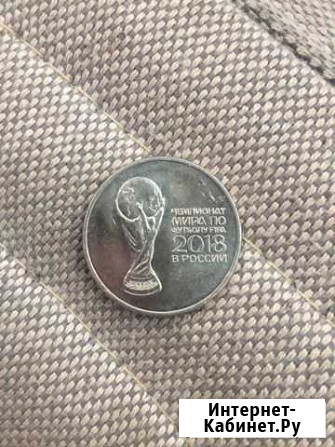 ЧЕМПИОНАТ
МИРА ПО
ФУТБОЛУ FIFA
2018
В РОССИИ
Интернет-
Кабинет.Ру